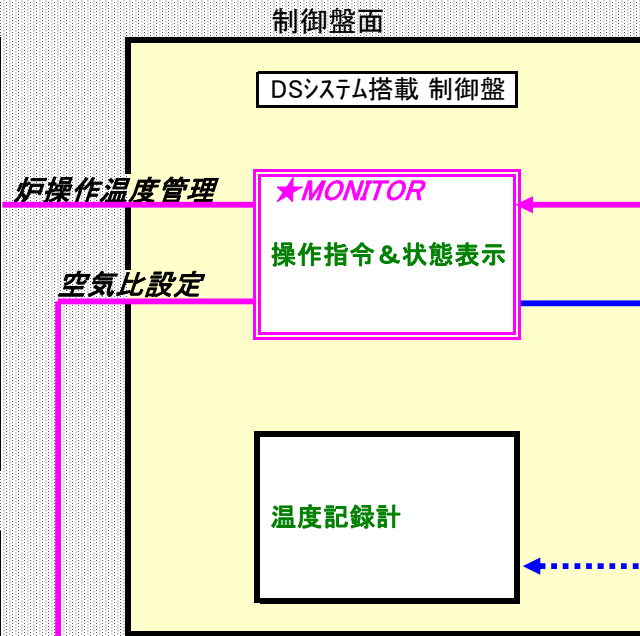 制御盤面
DSシステム搭載 制御盤
炉操作温度管理
★MONITOR
操作指令＆状態表示
空気比設定
温度記録計